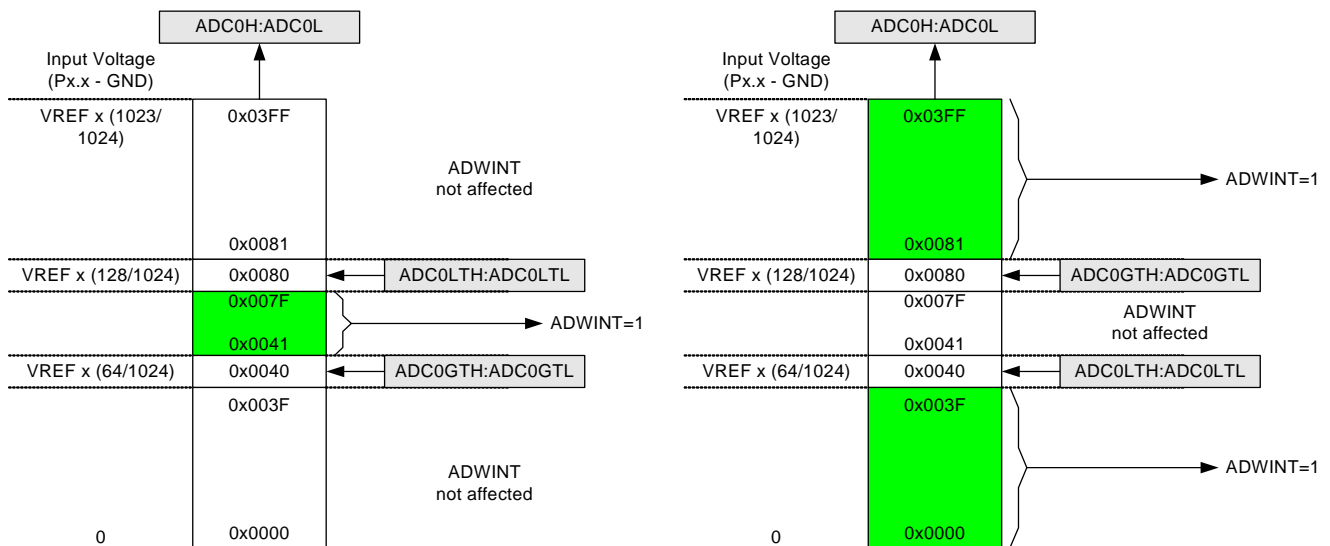 ADC0H:ADC0L
Input Voltage
(Px.x - GND)
VREF x (1023/
1024)
0x03FF
ADWINT
not affected
0x0081
VREF x (128/1024)
0x0080
ADC0LTH:ADC0LTL
0x007F
ADWINT=1
0x0041
VREF x (64/1024)
0x0040
ADC0GTH:ADC0GTL
0x003F
ADWINT
not affected
0
0x0000
ADC0H:ADC0L
Input Voltage
(Px.x - GND)
VREF x (1023/
1024)
0x03FF
ADWINT=1
0x0081
VREF x (128/1024)
0x0080
ADC0GTH:ADC0GTL
0x007F
ADWINT
not affected
0x0041
VREF x (64/1024)
0x0040
ADC0LTH:ADC0LTL
0x003F
ADWINT=1
0
0x0000